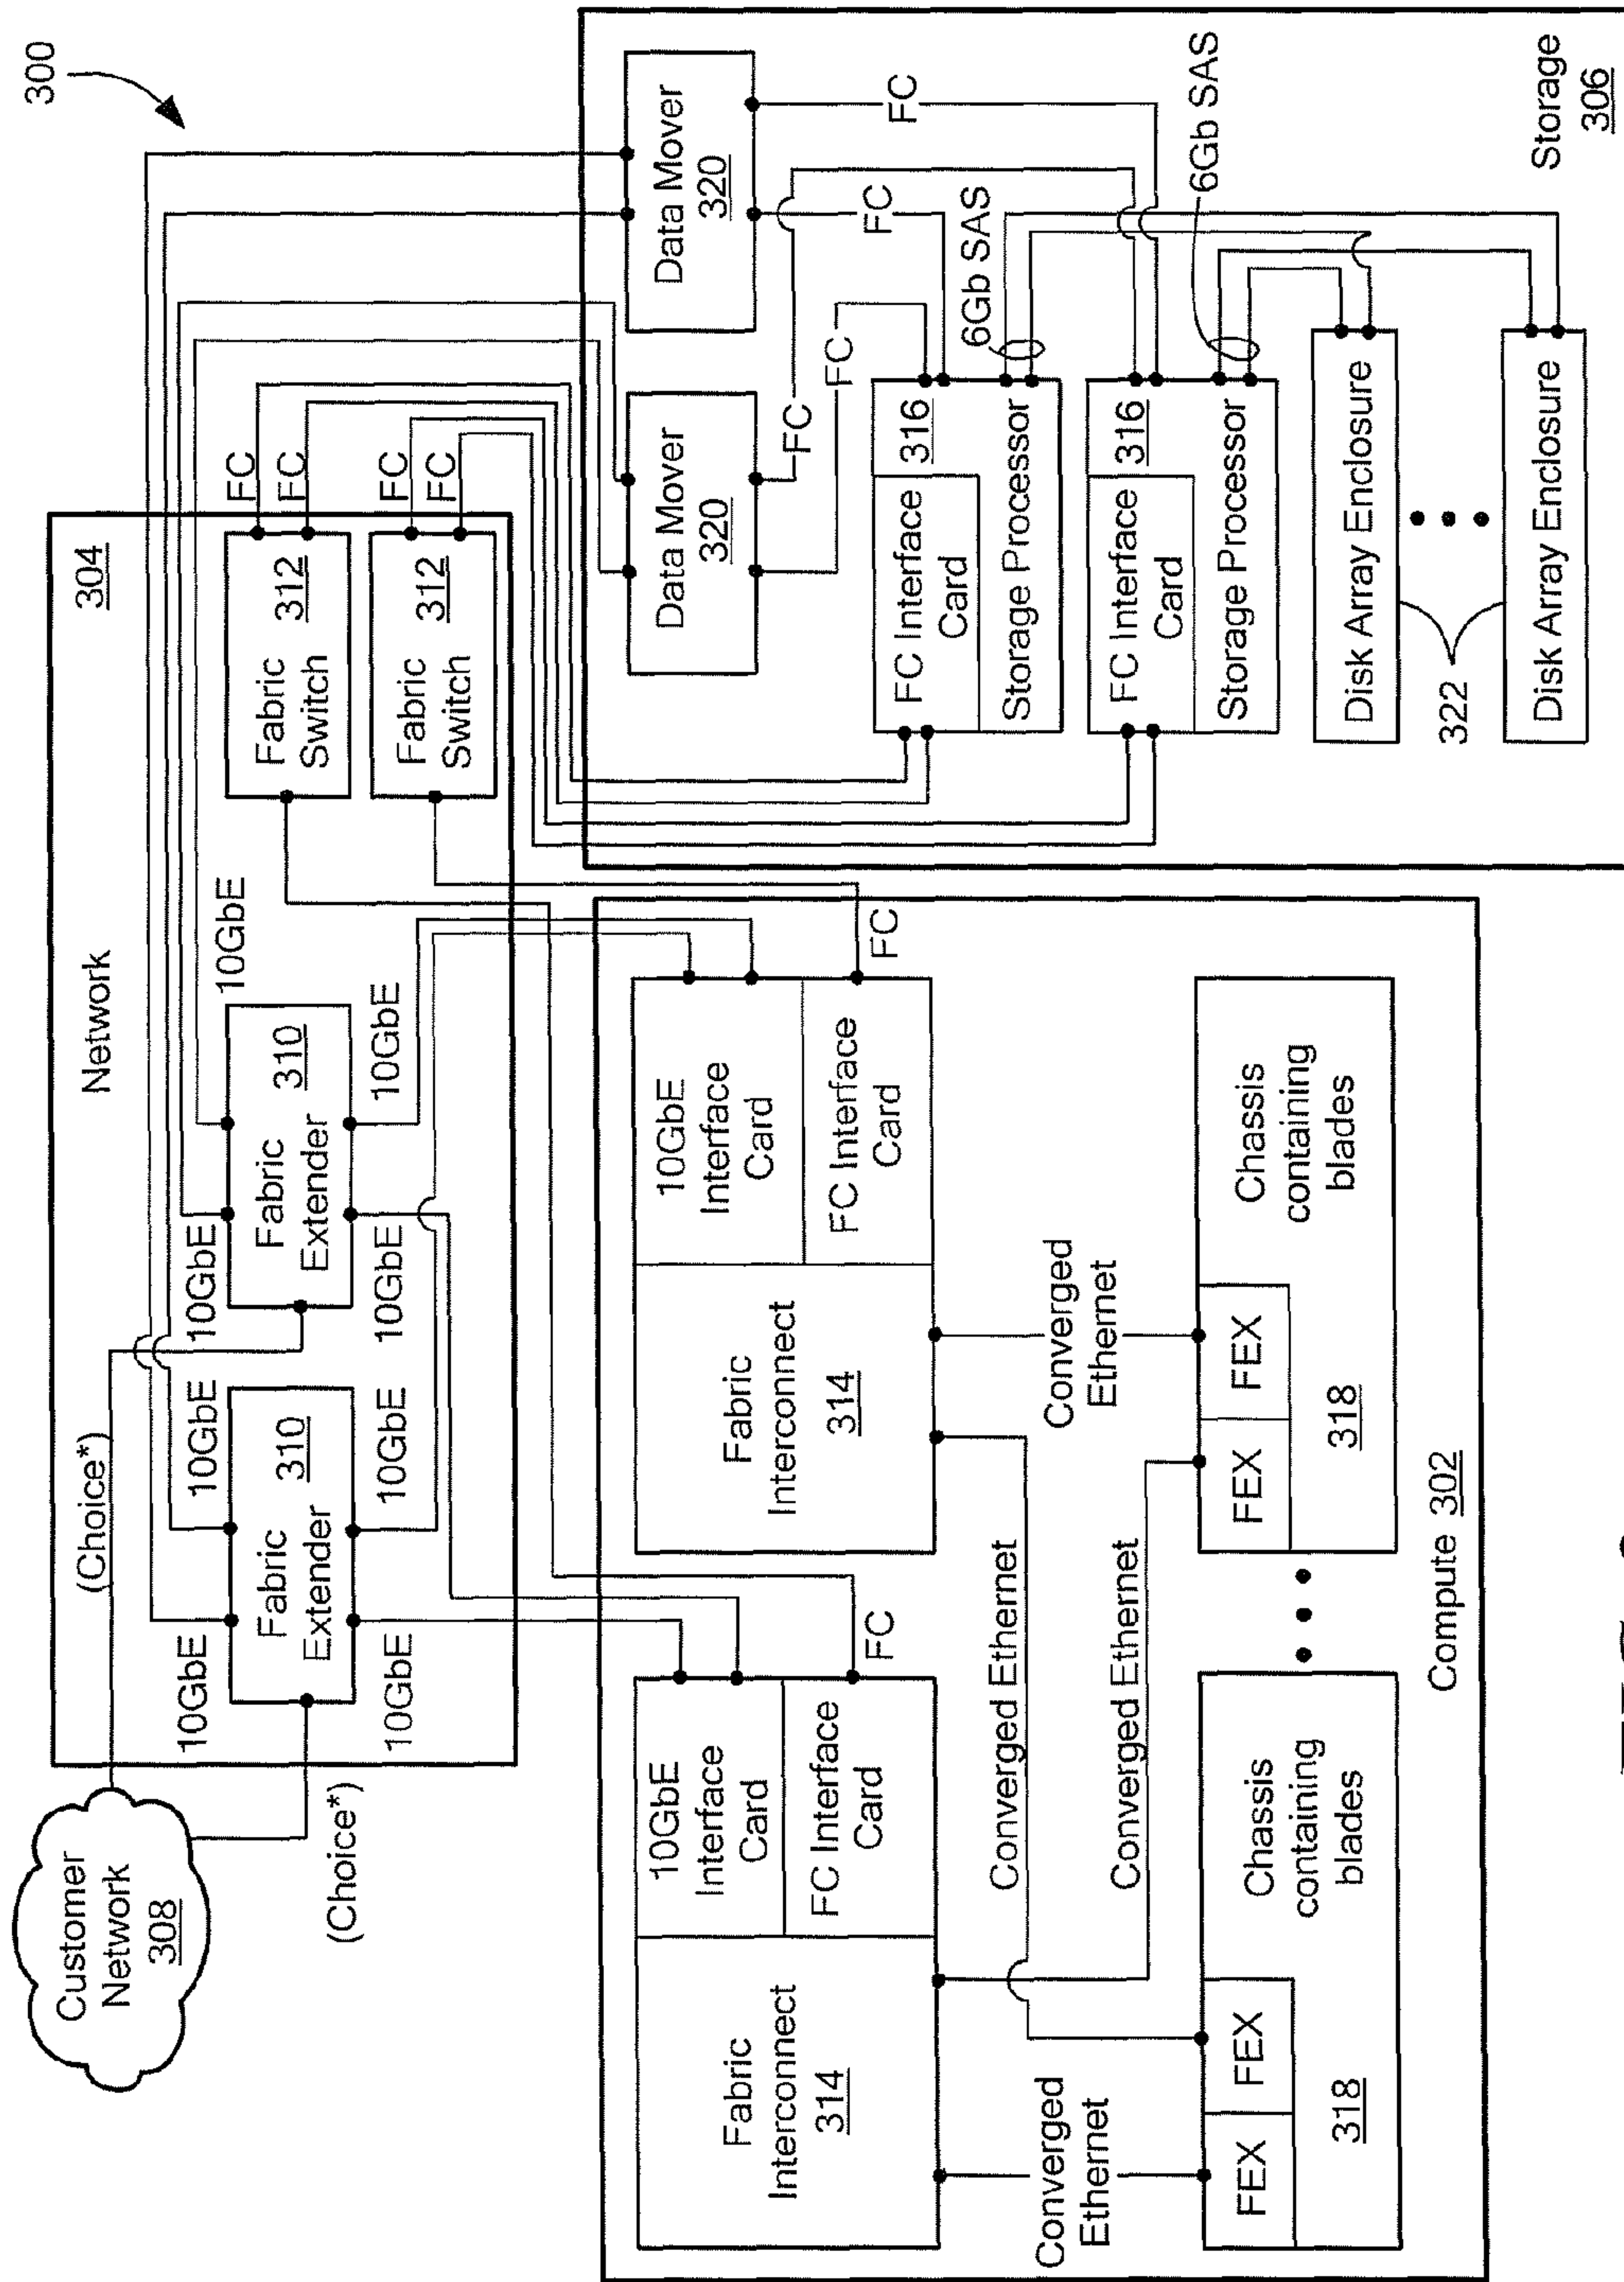 300
Customer
Network
308
(Choice*)
(Choice*)
Network
304
10GbE
10GbE
10GbE
10GbE
Fabric
Extender
310
Fabric
Extender
310
10GbE
10GbE
10GbE
10GbE
Fabric
Switch
312
Fabric
Switch
312
FC
FC
FC
FC
Fabric
Interconnect
314
10GbE
Interface
Card
FC Interface
Card
FC
Fabric
Interconnect
314
10GbE
Interface
Card
FC Interface
Card
FC
Converged
Ethernet
Converged Ethernet
Converged Ethernet
Converged
Ethernet
FEX
FEX
318
Chassis
containing
blades
FEX
FEX
318
Chassis
containing
blades
Compute 302
Data Mover
320
Data Mover
320
FC
FC
FC
FC
FC Interface
Card
316
Storage Processor
6Gb SAS
FC Interface
Card
316
Storage Processor
6Gb SAS
Disk Array Enclosure
322
Disk Array Enclosure
Storage
306